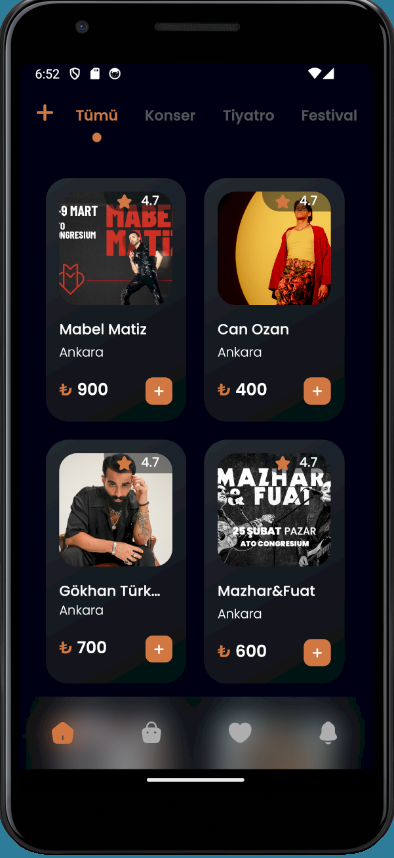 6:52
Tümü Konser Tiyatro Festival
4.7
-9 MART
MABEL
MATIZ
NGRESIUM
Mabel Matiz
Ankara
₺ 900
4.7
Can Ozan
Ankara
₺ 400
4.7
Gökhan Türk...
Ankara
₺ 700
4.7
MAZHAR
& FUAT
25 ŞUBAT PAZAR
ATO CONGRESIUM
Mazhar&Fuat
Ankara
₺ 600